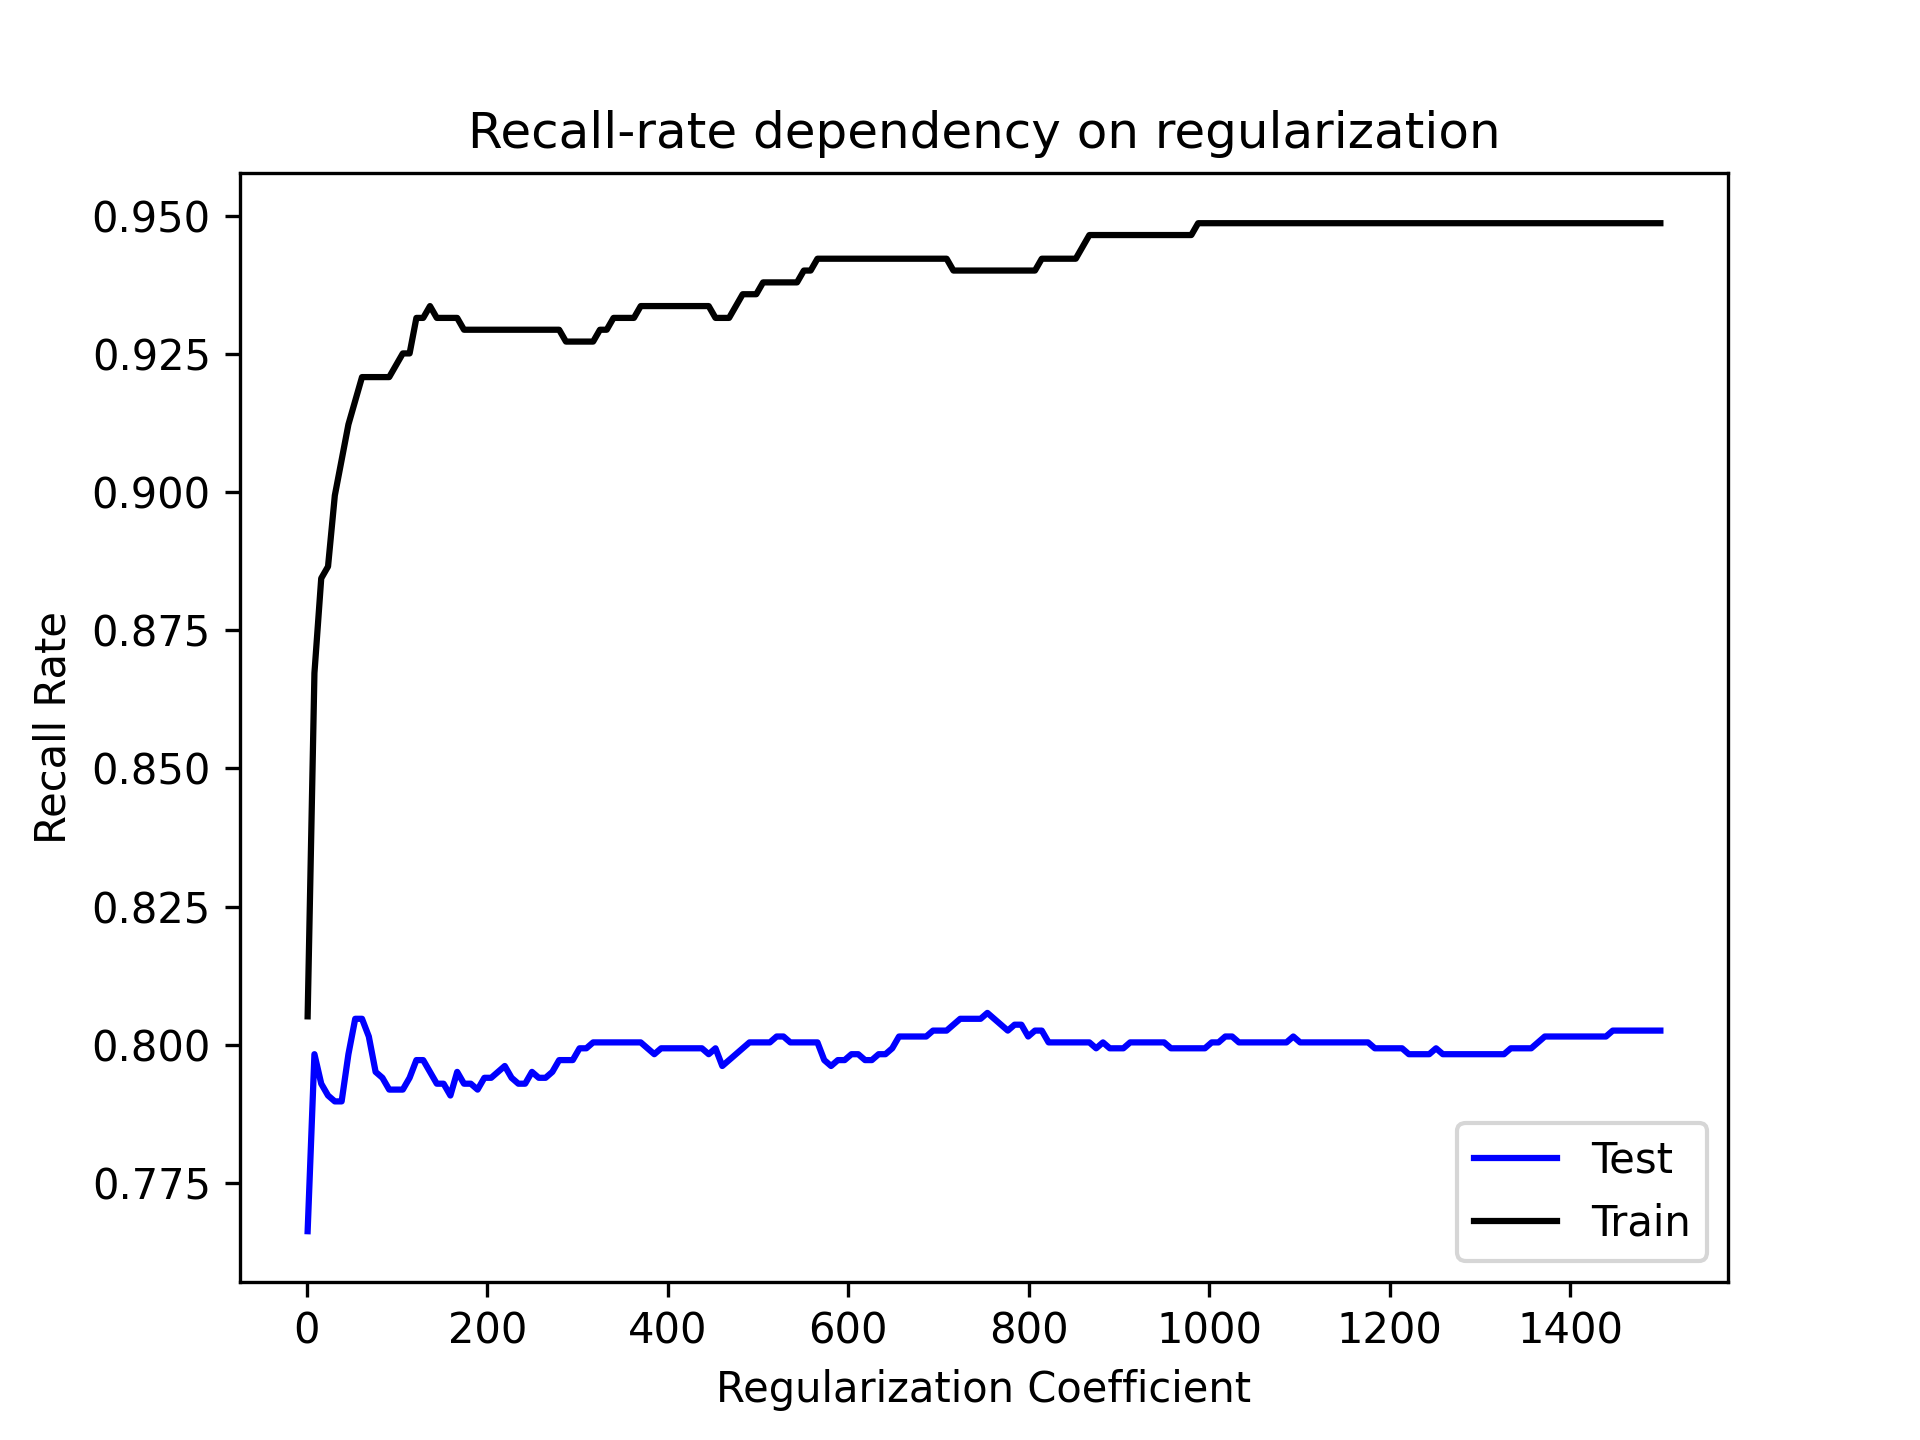 Recall-rate dependency on regularization
0.950
0.925
0.900
0.875
0.850
0.825
0.800
0.775
Recall Rate
Test
Train
0 200 400 600 800 1000 1200 1400
Regularization Coefficient